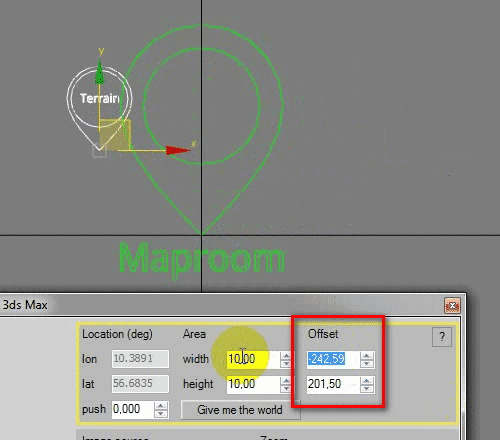 y
Terrain
x
Maproom
3ds Max
Location (deg) Area Offset ?
lon 10.3891 width 10,00 -242,59
lat 56.6835 height 10,00 201,50
push 0,000 Give me the world
Image source Zoom